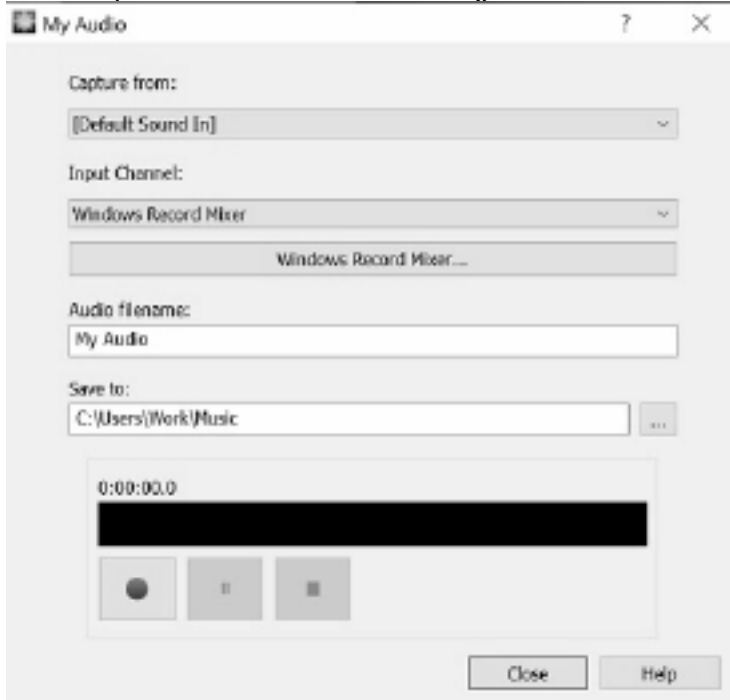 My Audio
Capture from:
[Default Sound In]
Input Channel:
Windows Record Mixer
Windows Record Mixer...
Audio filename:
My Audio
Save to:
C:\Users\Work\Music
...
0:00:00.0
Close Help